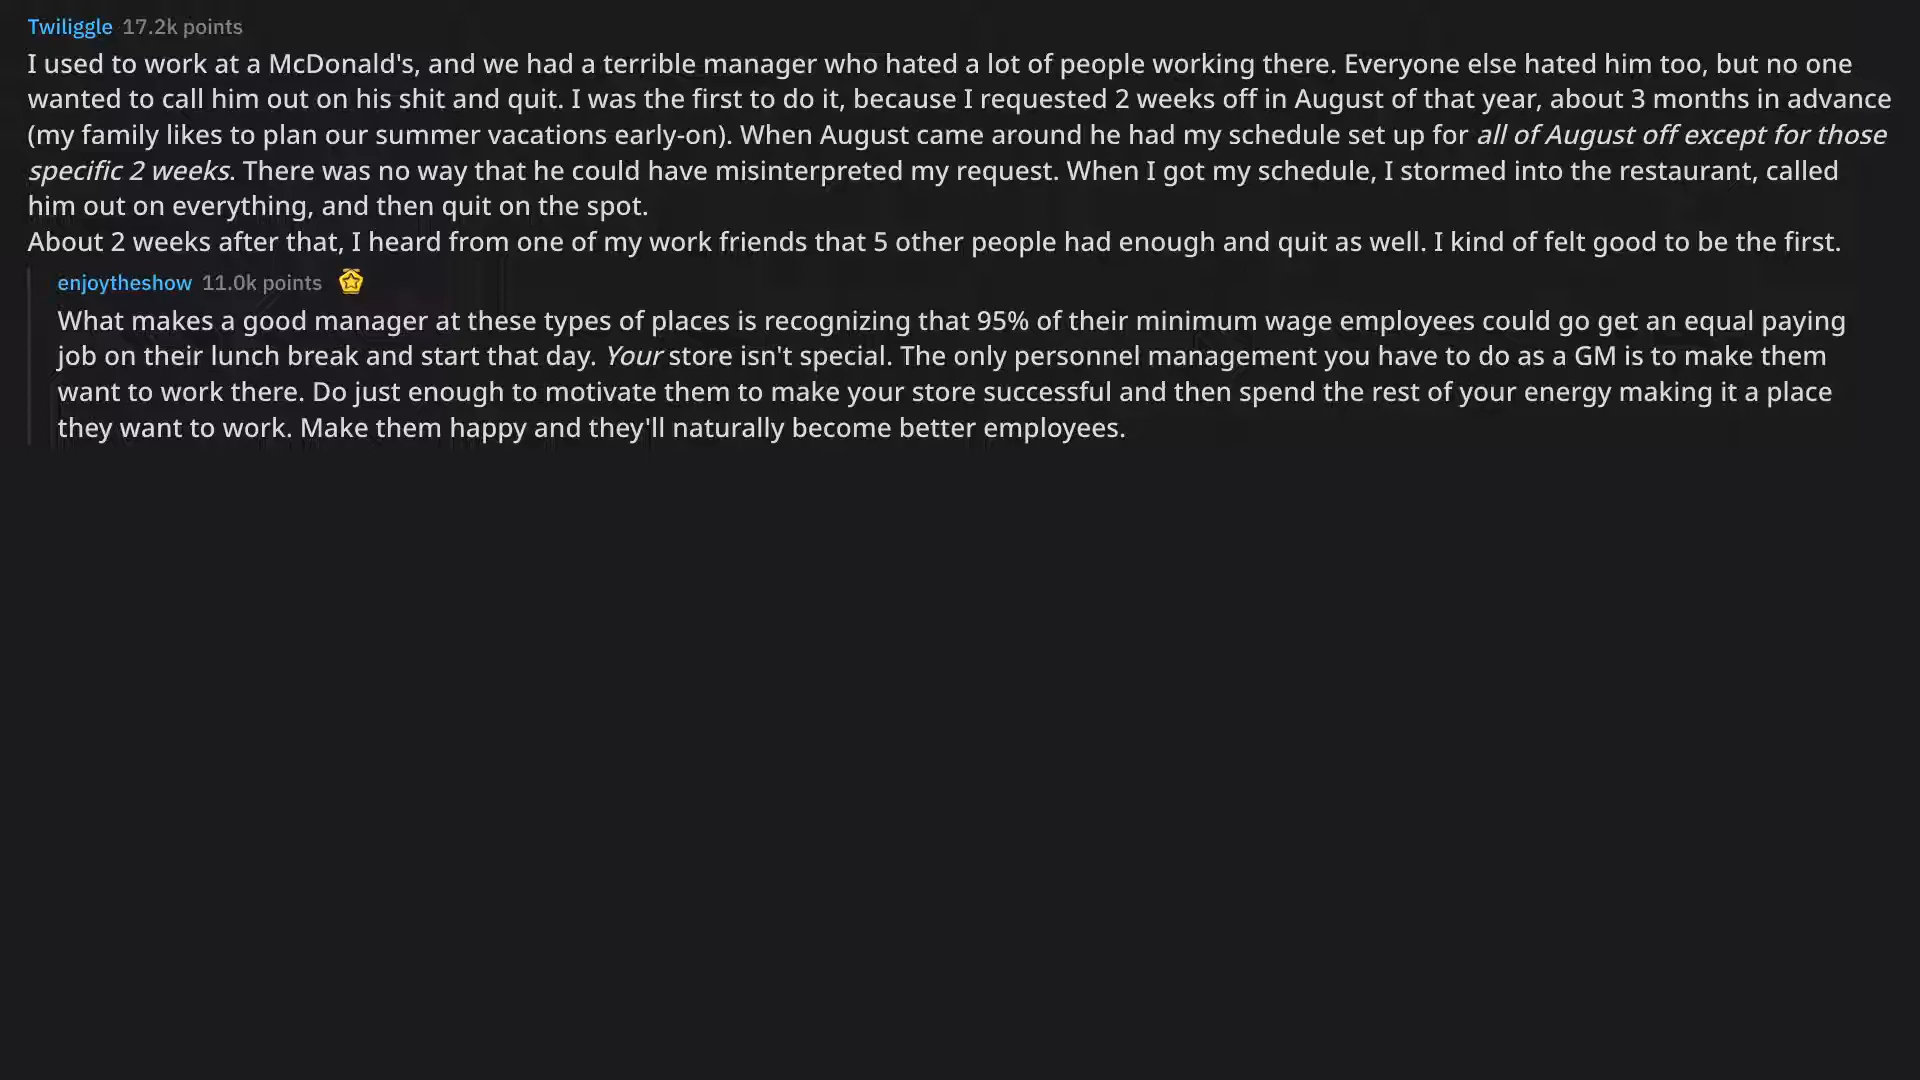 Twiliggle 17.2k points
I used to work at a McDonald's, and we had a terrible manager who hated a lot of people working there. Everyone else hated him too, but no one
wanted to call him out on his shit and quit. I was the first to do it, because I requested 2 weeks off in August of that year, about 3 months in advance
(my family likes to plan our summer vacations early-on). When August came around he had my schedule set up for all of August off except for those
specific 2 weeks. There was no way that he could have misinterpreted my request. When I got my schedule, I stormed into the restaurant, called
him out on everything, and then quit on the spot.
About 2 weeks after that, I heard from one of my work friends that 5 other people had enough and quit as well. I kind of felt good to be the first.
enjoytheshow 11.0k points
What makes a good manager at these types of places is recognizing that 95% of their minimum wage employees could go get an equal paying
job on their lunch break and start that day. Your store isn't special. The only personnel management you have to do as a GM is to make them
want to work there. Do just enough to motivate them to make your store successful and then spend the rest of your energy making it a place
they want to work. Make them happy and they'll naturally become better employees.